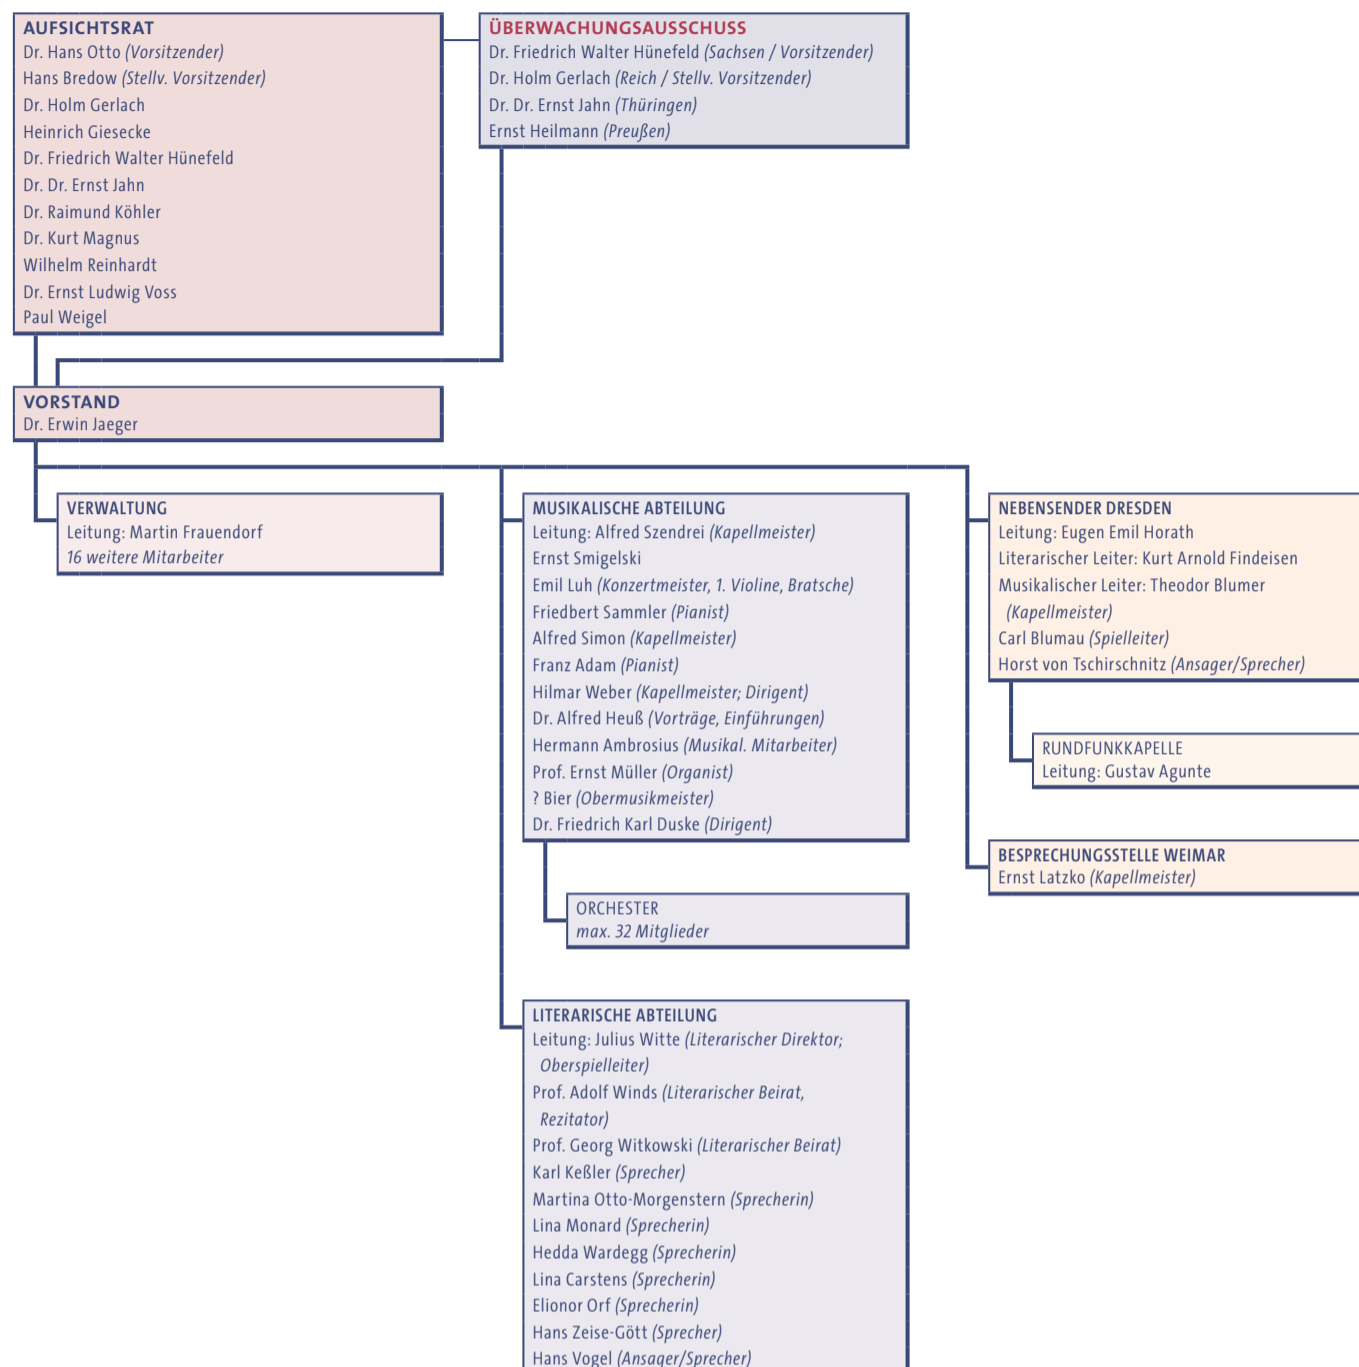 AUFSICHTSRAT
Dr. Hans Otto (Vorsitzender)
Hans Bredow (Stellv. Vorsitzender)
Dr. Holm Gerlach
Heinrich Giesecke
Dr. Friedrich Walter Hünefeld
Dr. Dr. Ernst Jahn
Dr. Raimund Köhler
Dr. Kurt Magnus
Wilhelm Reinhardt
Dr. Ernst Ludwig Voss
Paul Weigel
ÜBERWACHUNGSAUSSCHUSS
Dr. Friedrich Walter Hünefeld (Sachsen / Vorsitzender)
Dr. Holm Gerlach (Reich / Stellv. Vorsitzender)
Dr. Dr. Ernst Jahn (Thüringen)
Ernst Heilmann (Preußen)
VORSTAND
Dr. Erwin Jaeger
VERWALTUNG
Leitung: Martin Frauendorf
16 weitere Mitarbeiter
MUSIKALISCHE ABTEILUNG
Leitung: Alfred Szendrei (Kapellmeister)
Ernst Smigelski
Emil Luh (Konzertmeister, 1. Violine, Bratsche)
Friedbert Sammler (Pianist)
Alfred Simon (Kapellmeister)
Franz Adam (Pianist)
Hilmar Weber (Kapellmeister; Dirigent)
Dr. Alfred Heuß (Vorträge, Einführungen)
Hermann Ambrosius (Musikal. Mitarbeiter)
Prof. Ernst Müller (Organist)
? Bier (Obermusikmeister)
Dr. Friedrich Karl Duske (Dirigent)
ORCHESTER
max. 32 Mitglieder
LITERARISCHE ABTEILUNG
Leitung: Julius Witte (Literarischer Direktor;
Oberspielleiter)
Prof. Adolf Winds (Literarischer Beirat,
Rezitator)
Prof. Georg Witkowski (Literarischer Beirat)
Karl Keßler (Sprecher)
Martina Otto-Morgenstern (Sprecherin)
Lina Monard (Sprecherin)
Hedda Wardegg (Sprecherin)
Lina Carstens (Sprecherin)
Elionor Orf (Sprecherin)
Hans Zeise-Gött (Sprecher)
Hans Vogel (Ansager/Sprecher)
NEBENSENDER DRESDEN
Leitung: Eugen Emil Horath
Literarischer Leiter: Kurt Arnold Findeisen
Musikalischer Leiter: Theodor Blumer
(Kapellmeister)
Carl Blumau (Spielleiter)
Horst von Tschirschnitz (Ansager/Sprecher)
RUNDFUNKKAPELLE
Leitung: Gustav Agunte
BESPRECHUNGSSTELLE WEIMAR
Ernst Latzko (Kapellmeister)